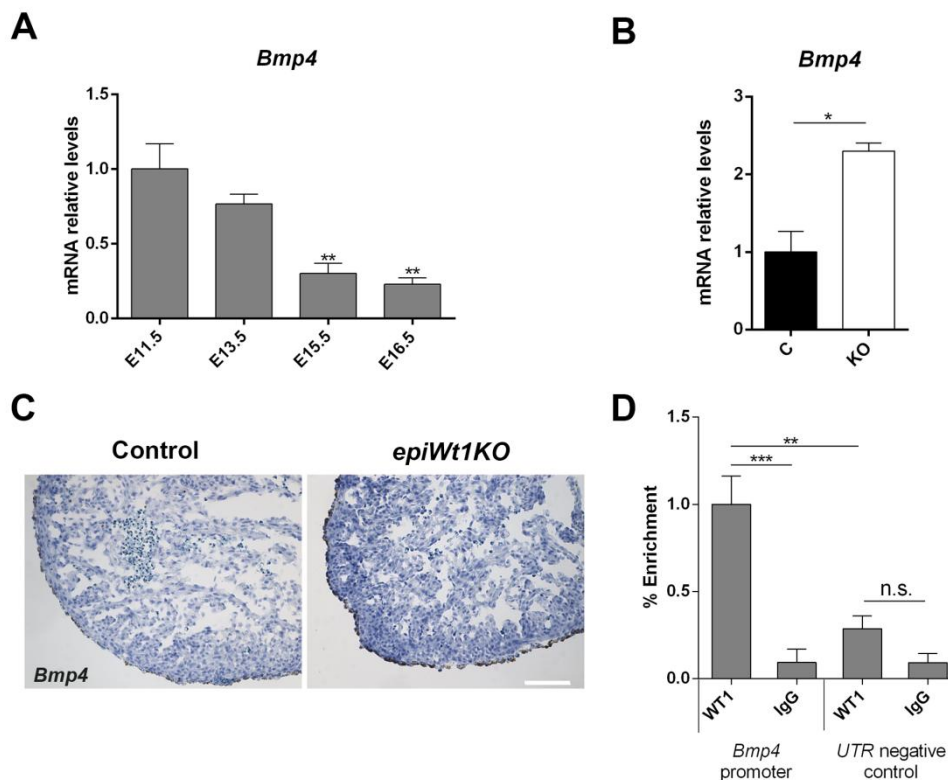 A
Bmp4
mRNA relative levels
1.5
1.0
0.5
0.0
**
**
E11.5
E13.5
E15.5
E16.5
B
Bmp4
mRNA relative levels
3
2
1
0
*
C
KO
C
Control
epiWt1KO
Bmp4
D
% Enrichment
1.5
1.0
0.5
0.0
**
***
n.s.
WT1
IgG
WT1
IgG
Bmp4
promoter
UTR negative
control